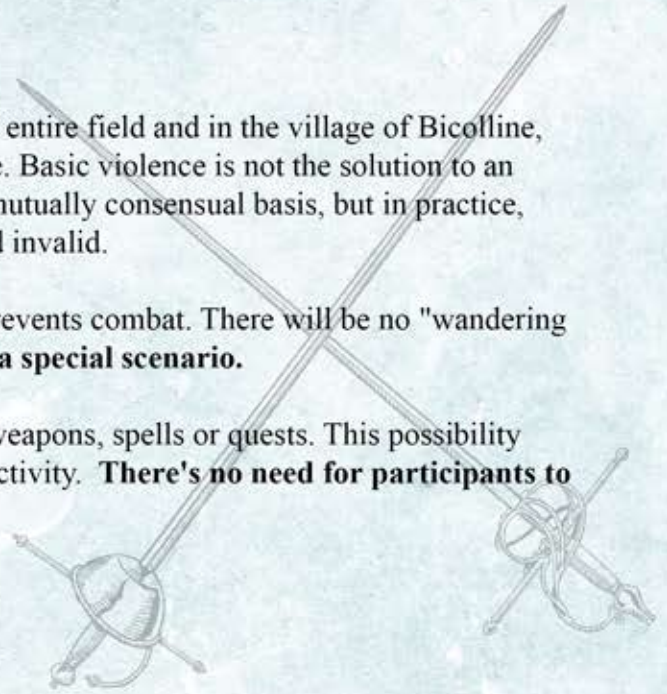 entire field and in the village of Bicolline,
. Basic violence is not the solution to an
mutually consensual basis, but in practice,
invalid.
revents combat. There will be no "wandering
a special scenario.
weapons, spells or quests. This possibility
ctivity. There's no need for participants to